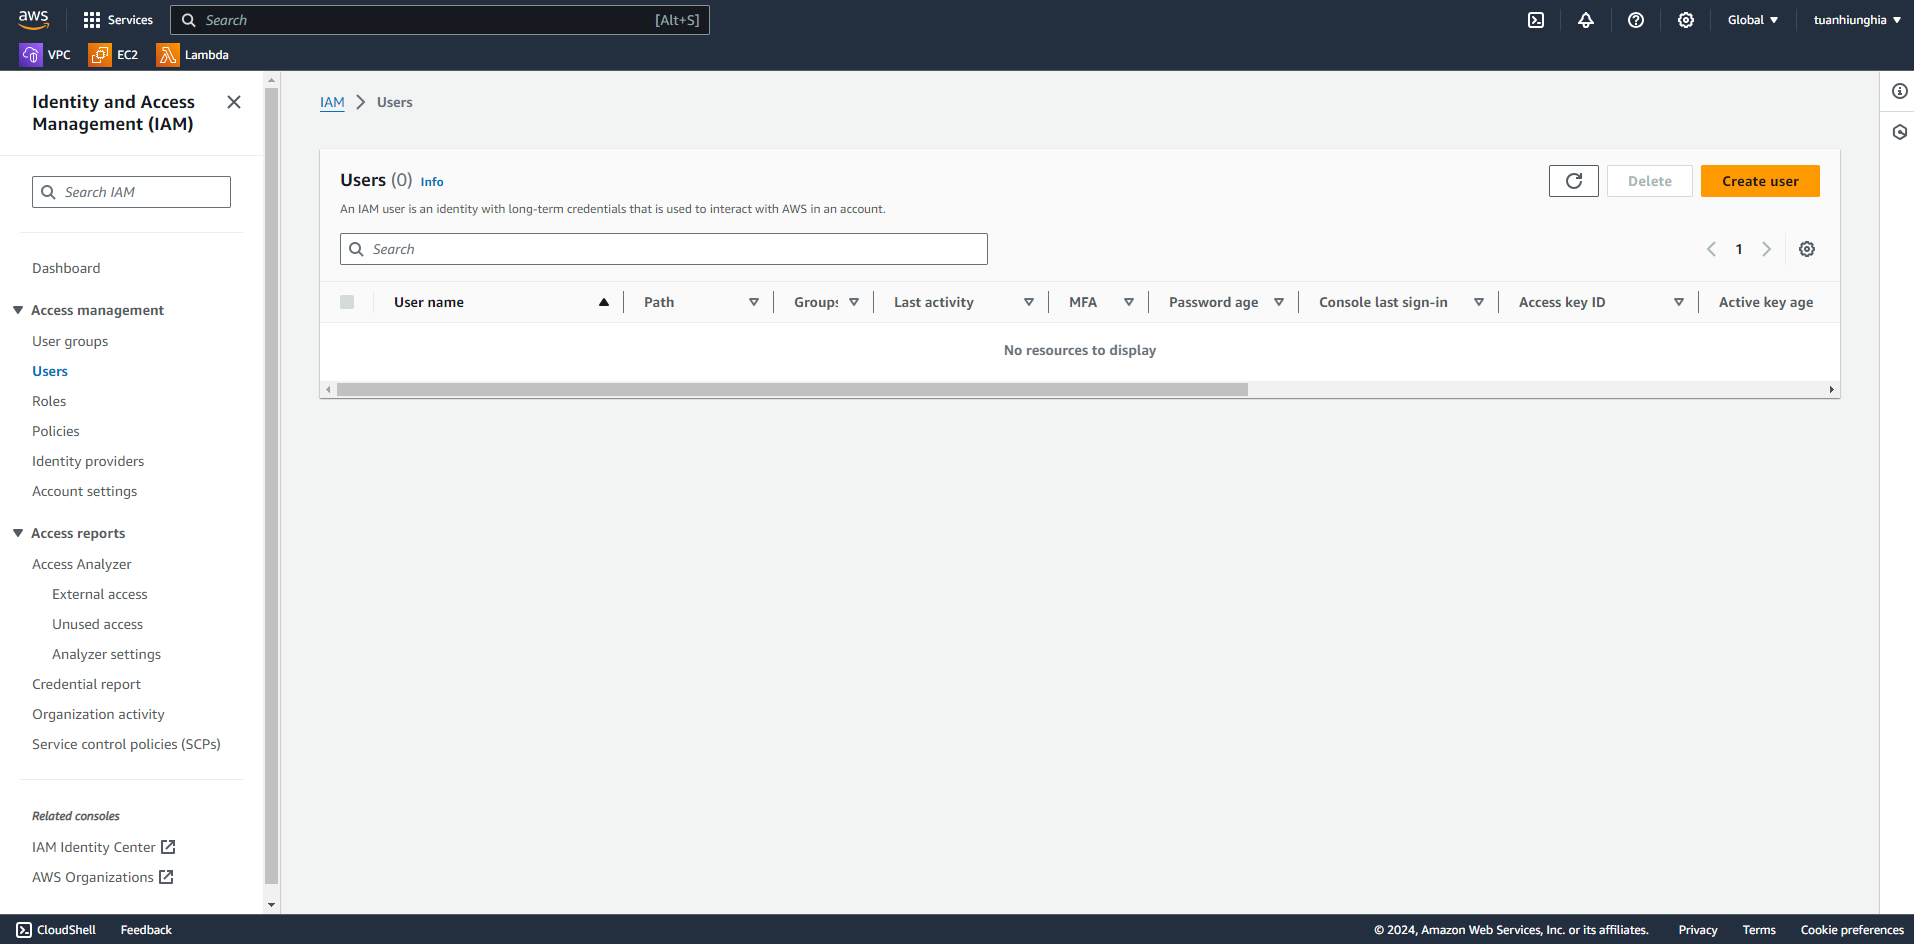 aws
Services
Search
[Alt+S]
Global
tuanhiunghia
VPC
EC2
Lambda
Identity and Access
Management (IAM)
Search IAM
Dashboard
Access management
User groups
Users
Roles
Policies
Identity providers
Account settings
Access reports
Access Analyzer
External access
Unused access
Analyzer settings
Credential report
Organization activity
Service control policies (SCPs)
Related consoles
IAM Identity Center
AWS Organizations
IAM > Users
Users (0) Info
An IAM user is an identity with long-term credentials that is used to interact with AWS in an account.
Delete
Create user
Search
1
User name
Path
Groups
Last activity
MFA
Password age
Console last sign-in
Access key ID
Active key age
No resources to display
CloudShell
Feedback
© 2024, Amazon Web Services, Inc. or its affiliates.
Privacy
Terms
Cookie preferences